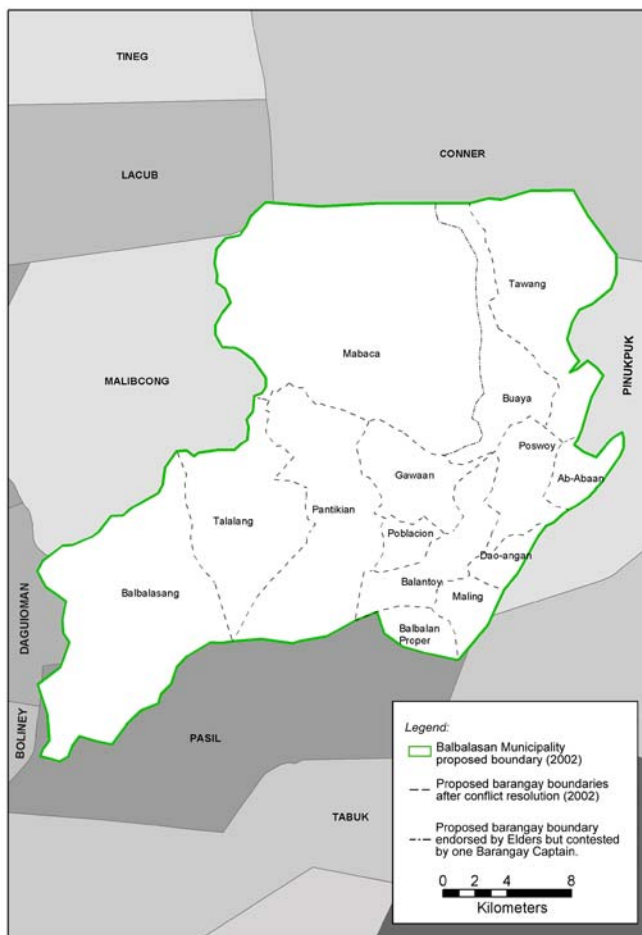 TINEG
CONNER
LACUB
Tawang
Mabaca
MALIBCONG
PINUKPUK
Buaya
Poswoy
Gawaan
Ab-Abaan
Talalang
Pantikian
Poblacion
Dao-angan
Balbalasang
Balantoy
Maling
DAGUIOMAN
Balbalan
Proper
BOLINEY
PASIL
TABUK
Legend:
Balbalasan Municipality
proposed boundary (2002)
Proposed barangay boundaries
after conflict resolution (2002)
Proposed barangay boundary
endorsed by Elders but contested
by one Barangay Captain.
0 2 4 8
Kilometers